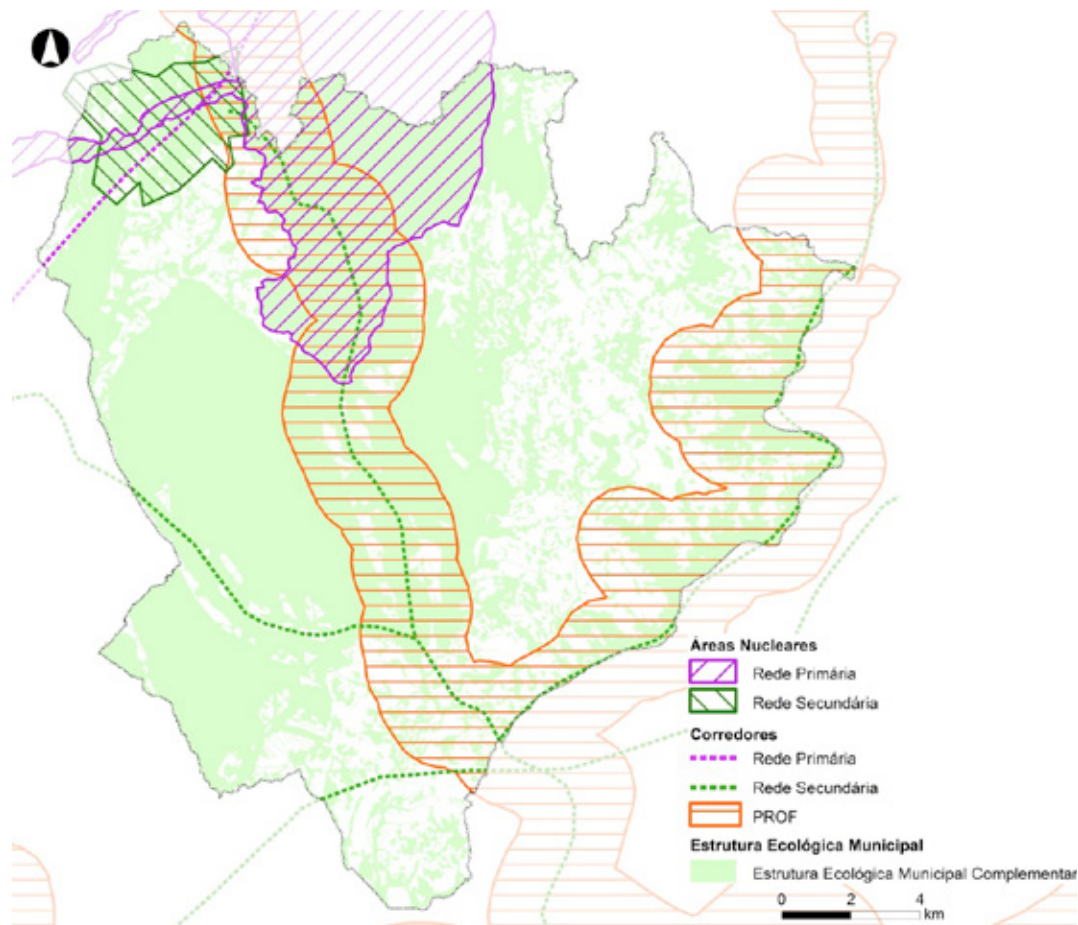 Áreas Nucleares
Rede Primária
Rede Secundária
Corredores
Rede Primária
Rede Secundária
PROF
Estrutura Ecológica Municipal
Estrutura Ecológica Municipal Complementar
0 2 4
km